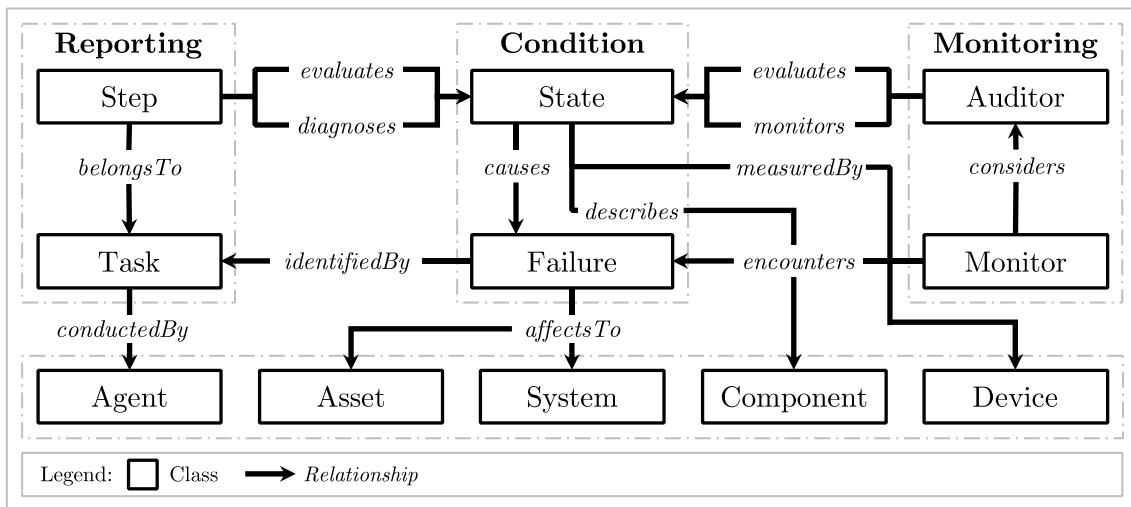 Reporting
Condition
Monitoring
evaluates
evaluates
Step
State
Auditor
diagnoses
monitors
belongsTo
causes
measuredBy
considers
describes
Task
identifiedBy
Failure
encounters
Monitor
conductedBy
affectsTo
Agent
Asset
System
Component
Device
Legend: Class Relationship